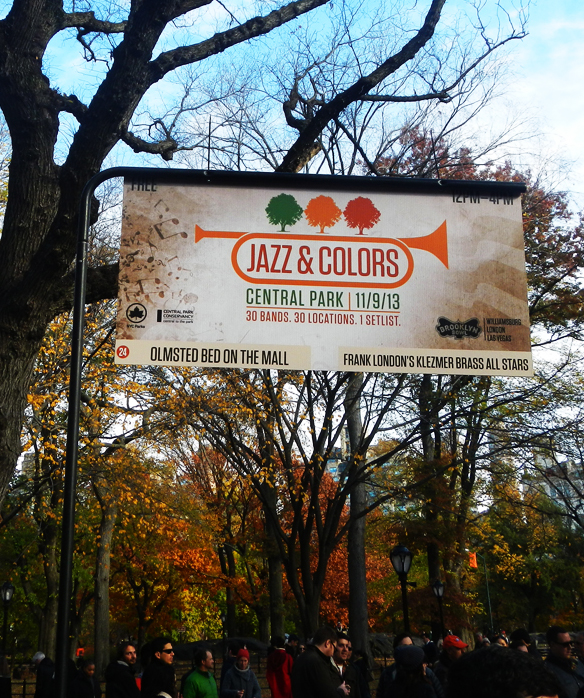 FREE 12PM-4PM
JAZZ & COLORS
CENTRAL PARK | 11/9/13
30 BANDS. 30 LOCATIONS. 1 SETLIST.
NYC Parks
CENTRAL PARK
CONSERVANCY
BROOKLYN
WILLIAMSBURG
LONDON
LAS VEGAS
24 OLMSTED BED ON THE MALL
FRANK LONDON'S KLEZMER BRASS ALL STARS